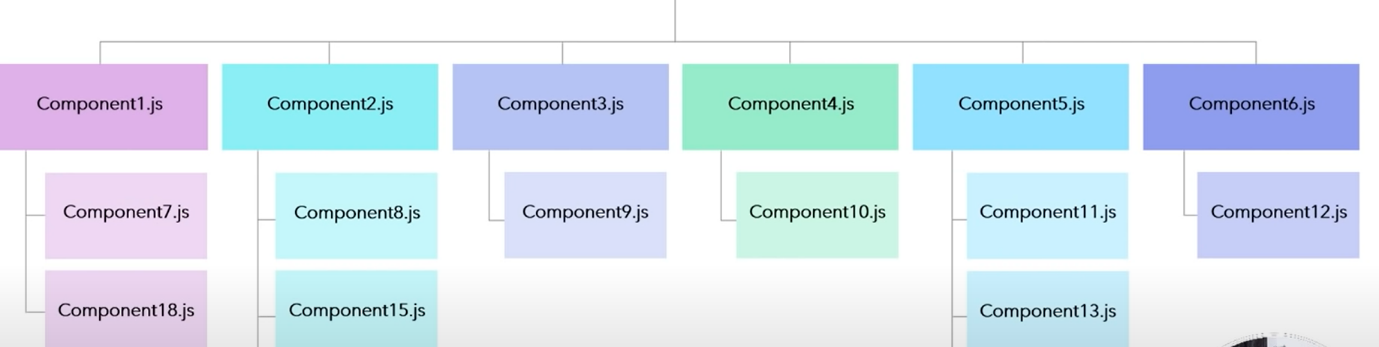 Component1.js
Component2.js
Component3.js
Component4.js
Component5.js
Component6.js
Component7.js
Component8.js
Component9.js
Component10.js
Component11.js
Component12.js
Component18.js
Component15.js
Component13.js